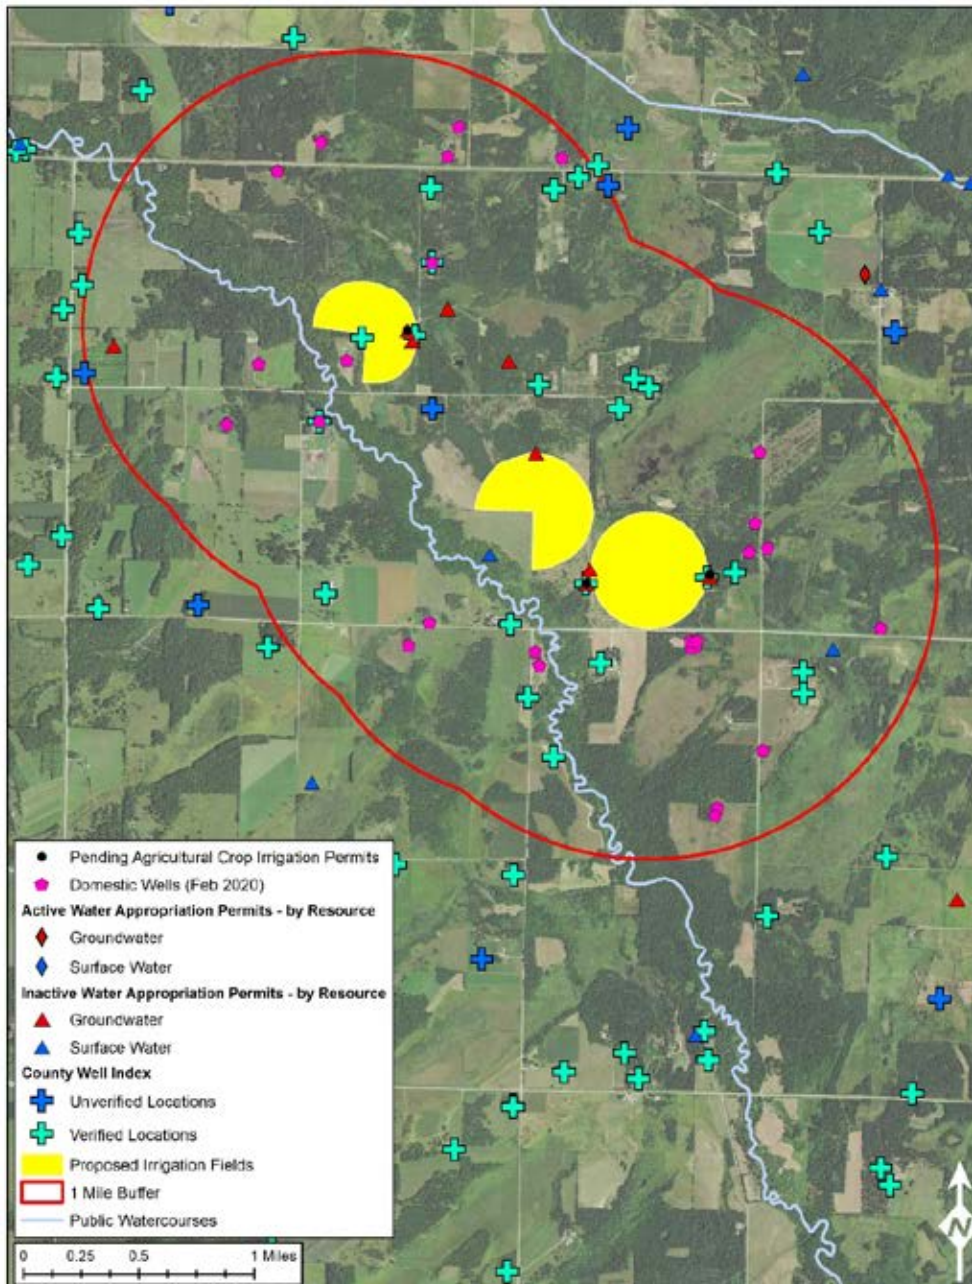 Pending Agricultural Crop Irrigation Permits
Domestic Wells (Feb 2020)
Active Water Appropriation Permits - by Resource
Groundwater
Surface Water
Inactive Water Appropriation Permits - by Resource
Groundwater
Surface Water
County Well Index
Unverified Locations
Verified Locations
Proposed Irrigation Fields
1 Mile Buffer
Public Watercourses
0 0.25 0.5 1 Miles
N